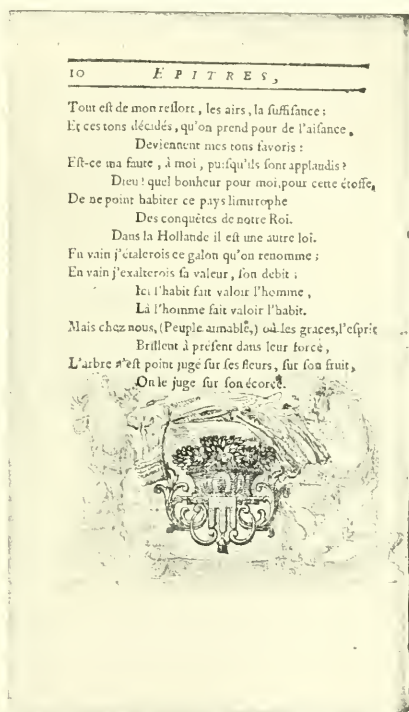 10 EPITRES,
Tout eſt de mon reſſort, les airs, la ſuffiſance ;
Et ces tons décidés, qu'on prend pour de l'aiſance,
Deviennent mes tons favoris :
Eſt-ce ma faute, à moi, puiſqu'ils ſont applaudis ?
Dieu ! quel bonheur pour moi, pour cette étoffe,
De ne point habiter ce pays limitrophe
Des conquêtes de notre Roi.
Dans la Hollande il eſt une autre loi.
En vain j'étalerois ce galon qu'on renomme ;
En vain j'exalterois ſa valeur, ſon débit ;
Ici l'habit fait valoir l'homme,
Là l'homme fait valoir l'habit.
Mais chez nous, (Peuple aimable,) où les graces, l'eſprit
Brillent à préſent dans leur force,
L'arbre n'eſt point jugé ſur ſes fleurs, ſur ſon fruit,
On le juge ſur ſon écorce.